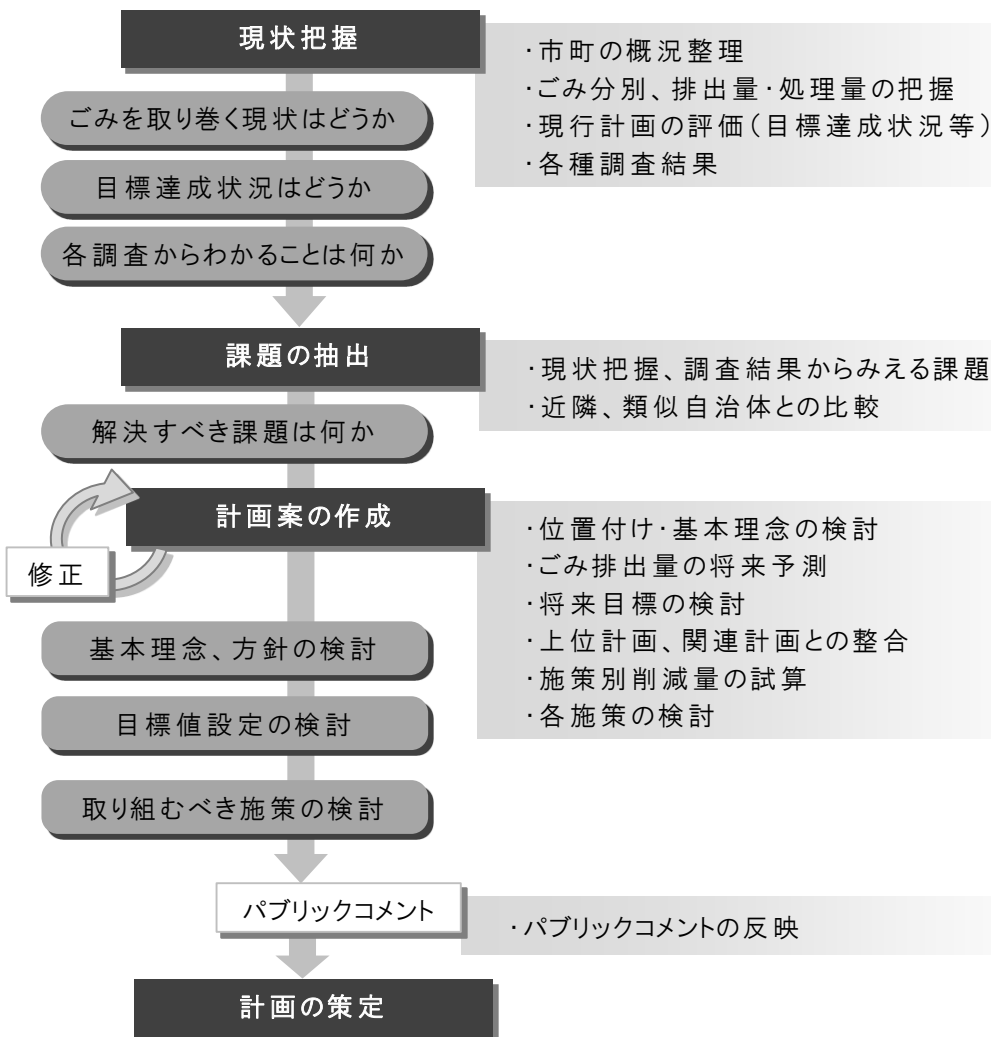 現状把握
・市町の概況整理
・ごみ分別、排出量・処理量の把握
・現行計画の評価(目標達成状況等)
・各種調査結果
ごみを取り巻く現状はどうか
目標達成状況はどうか
各調査からわかることは何か
課題の抽出
・現状把握、調査結果からみえる課題
・近隣、類似自治体との比較
解決すべき課題は何か
計画案の作成
修正
・位置付け・基本理念の検討
・ごみ排出量の将来予測
・将来目標の検討
・上位計画、関連計画との整合
・施策別削減量の試算
・各施策の検討
基本理念、方針の検討
目標値設定の検討
取り組むべき施策の検討
パブリックコメント
・パブリックコメントの反映
計画の策定